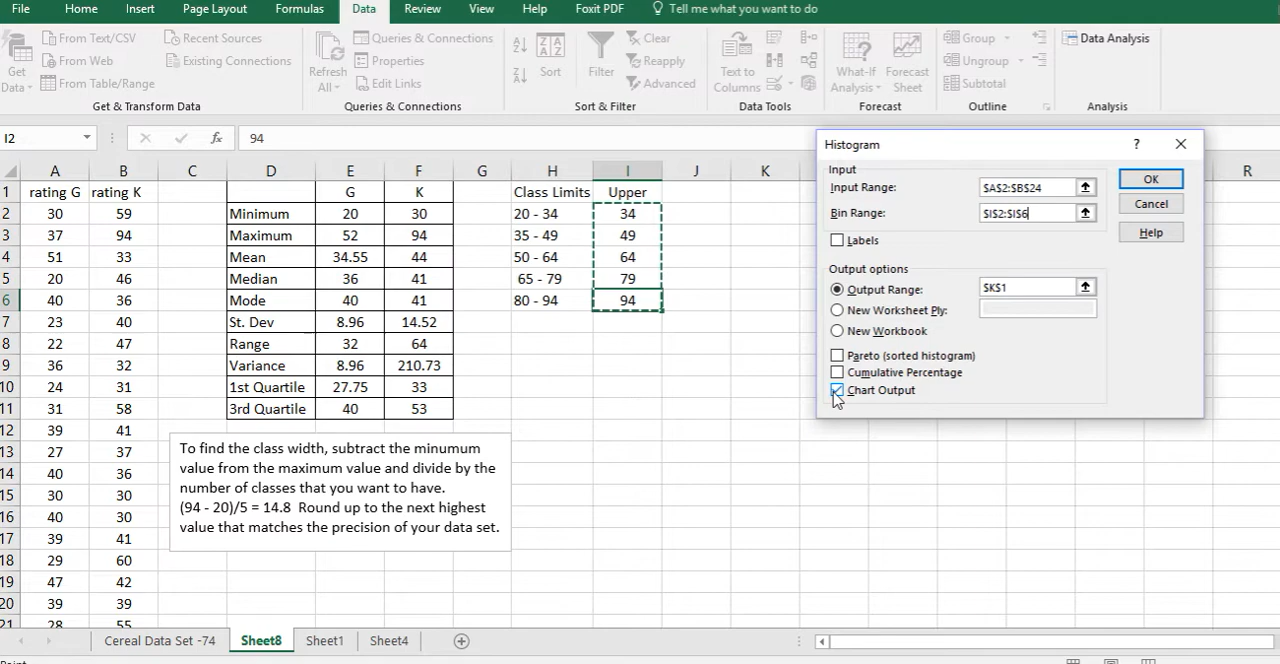 File Home Insert Page Layout Formulas Data Review View Help Foxit PDF Tell me what you want to do
Get Data
From Text/CSV
From Web
From Table/Range
Recent Sources
Existing Connections
Get & Transform Data
Refresh All
Queries & Connections
Properties
Edit Links
Queries & Connections
Sort
Filter
Clear
Reapply
Advanced
Sort & Filter
Text to Columns
Data Tools
What-If Analysis
Forecast Sheet
Forecast
Group
Ungroup
Subtotal
Outline
Data Analysis
Analysis
I2 fx 94
A B C D E F G H I J K R
1 rating G rating K G K Class Limits Upper
2 30 59 Minimum 20 30 20 - 34 34
3 37 94 Maximum 52 94 35 - 49 49
4 51 33 Mean 34.55 44 50 - 64 64
5 20 46 Median 36 41 65 - 79 79
6 40 36 Mode 40 41 80 - 94 94
7 23 40 St. Dev 8.96 14.52
8 22 47 Range 32 64
9 36 32 Variance 8.96 210.73
10 24 31 1st Quartile 27.75 33
11 31 58 3rd Quartile 40 53
12 39 41
13 27 37
14 40 36
15 30 30
16 40 30
17 39 41
18 29 60
19 47 42
20 39 39
21 28 55
To find the class width, subtract the minumum
value from the maximum value and divide by the
number of classes that you want to have.
(94 - 20)/5 = 14.8 Round up to the next highest
value that matches the precision of your data set.
Histogram ?
Input
Input Range: $A$2:$B$24
Bin Range: $I$2:$I$6
Labels
Output options
Output Range: $K$1
New Worksheet Ply:
New Workbook
Pareto (sorted histogram)
Cumulative Percentage
Chart Output
OK
Cancel
Help
Cereal Data Set -74 Sheet8 Sheet1 Sheet4